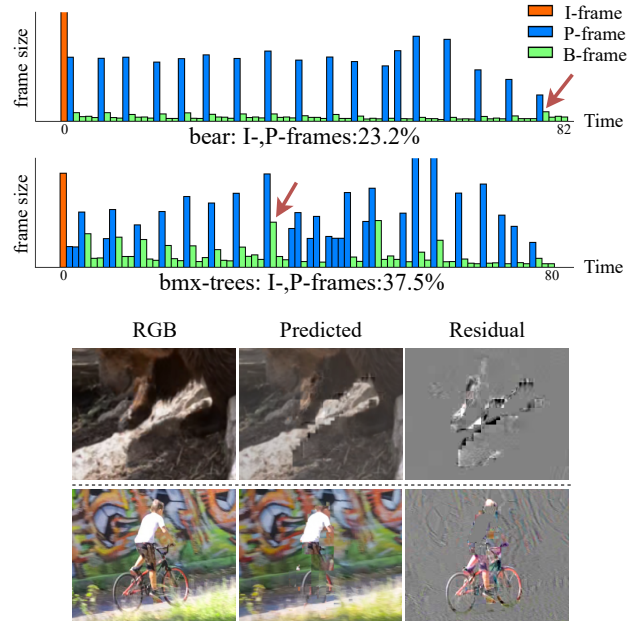 I-frame
P-frame
B-frame
frame size
0
82
Time
bear: I-,P-frames:23.2%
frame size
0
80
Time
bmx-trees: I-,P-frames:37.5%
RGB Predicted Residual